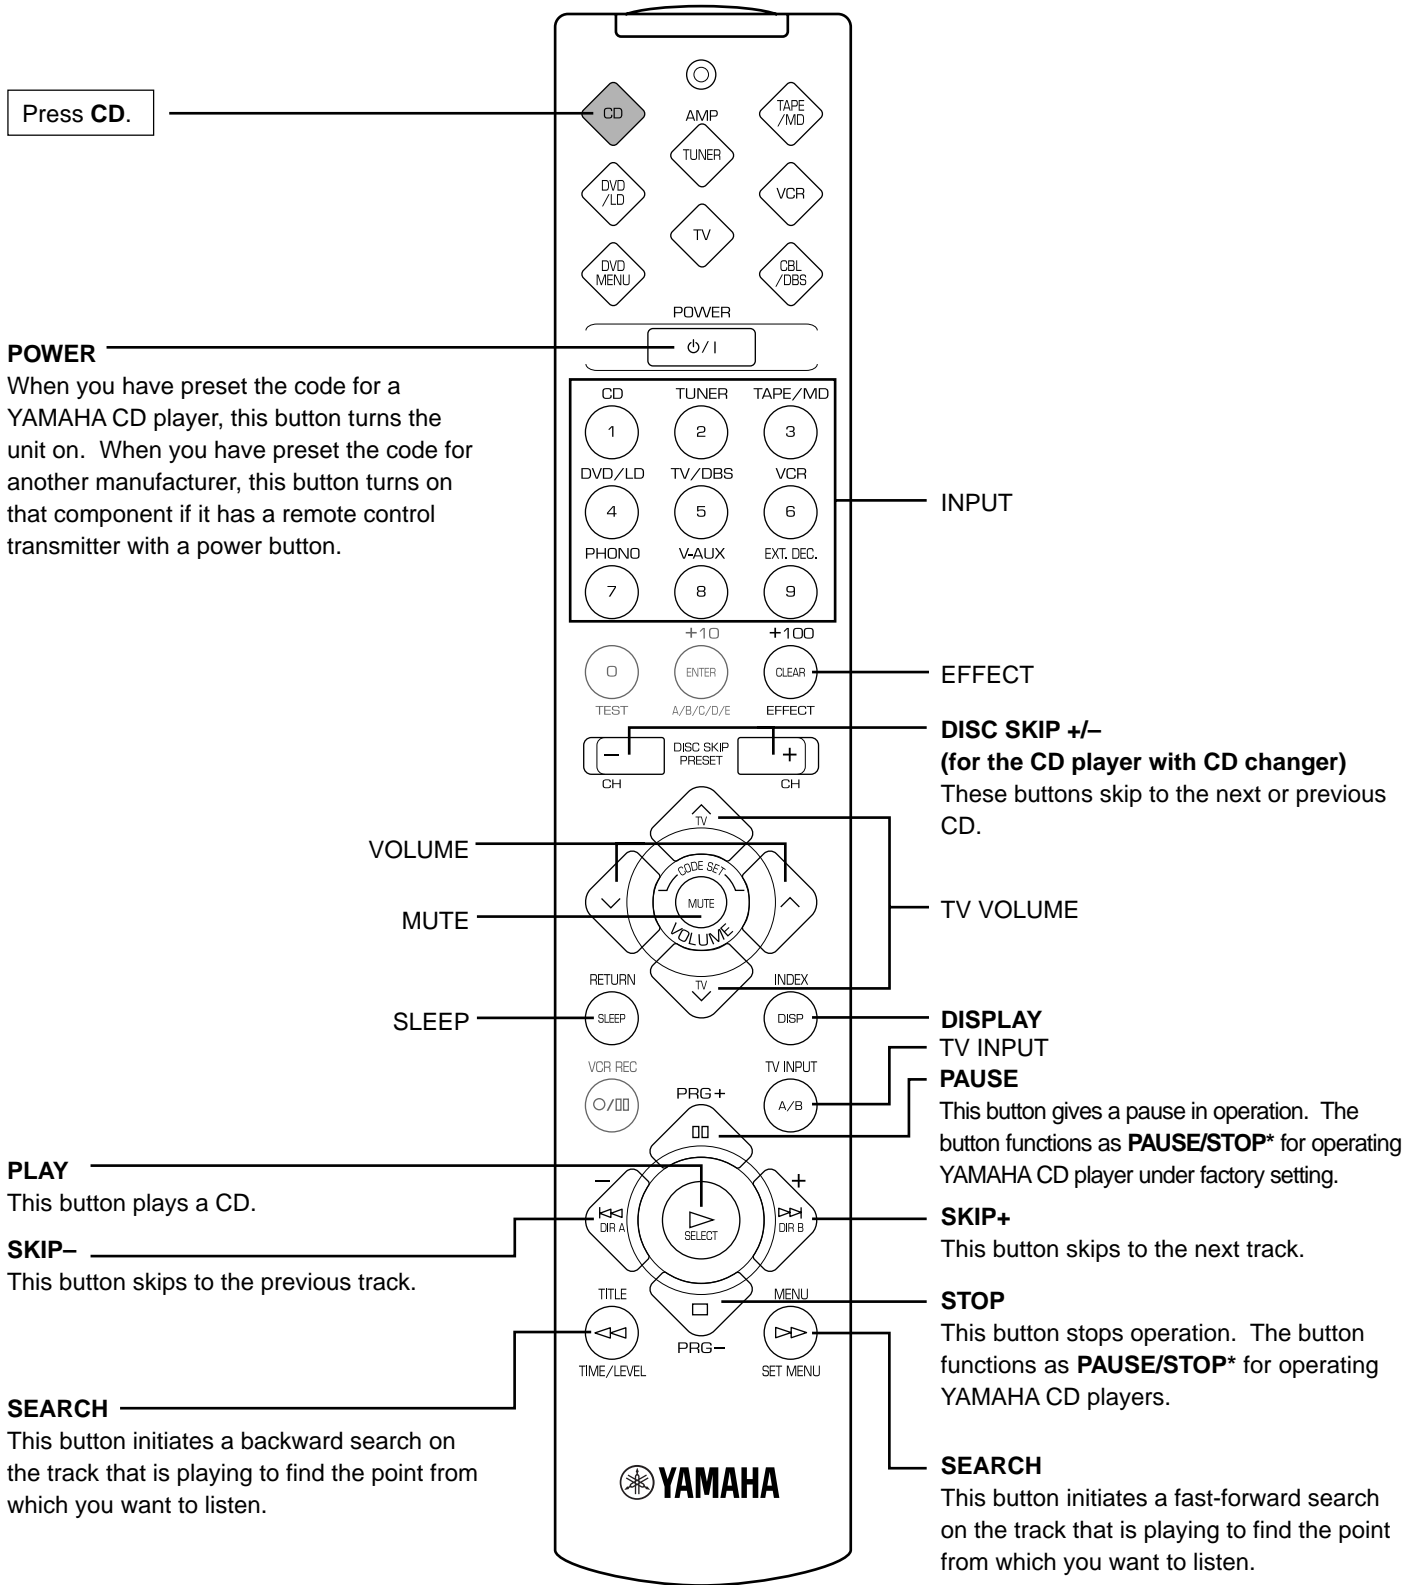 Press CD.
CD
AMP
TAPE
/MD
TUNER
DVD
/LD
VCR
TV
DVD
MENU
CBL
/DBS
POWER
⏻/I
POWER
When you have preset the code for a
YAMAHA CD player, this button turns the
unit on.  When you have preset the code for
another manufacturer, this button turns on
that component if it has a remote control
transmitter with a power button.
CD TUNER TAPE/MD
1 2 3
DVD/LD TV/DBS VCR
4 5 6
INPUT
PHONO V-AUX EXT. DEC.
7 8 9
+10 +100
0 ENTER CLEAR
TEST A/B/C/D/E EFFECT
EFFECT
DISC SKIP
PRESET
– +
CH CH
DISC SKIP +/–
(for the CD player with CD changer)
These buttons skip to the next or previous
CD.
TV
VOLUME
CODE SET
MUTE
VOLUME
MUTE
TV VOLUME
TV
RETURN INDEX
SLEEP DISP
SLEEP
DISPLAY
TV INPUT
VCR REC TV INPUT
A/B
PRG+
PAUSE
This button gives a pause in operation.  The
button functions as PAUSE/STOP* for operating
YAMAHA CD player under factory setting.
PLAY
This button plays a CD.
– +
DIR A SELECT DIR B
SKIP–
This button skips to the previous track.
SKIP+
This button skips to the next track.
TITLE MENU
PRG–
TIME/LEVEL SET MENU
STOP
This button stops operation.  The button
functions as PAUSE/STOP* for operating
YAMAHA CD players.
SEARCH
This button initiates a backward search on
the track that is playing to find the point from
which you want to listen.
YAMAHA
SEARCH
This button initiates a fast-forward search
on the track that is playing to find the point
from which you want to listen.